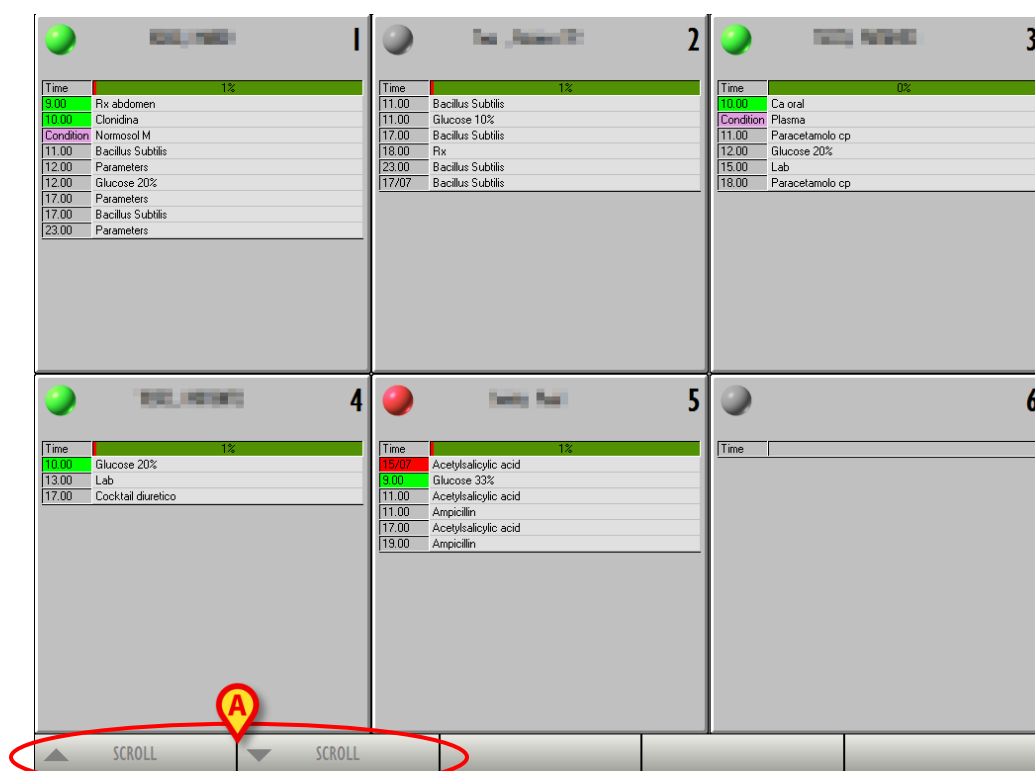 1
Time 1%
9.00 Rx abdomen
10.00 Clonidina
Condition Normosol M
11.00 Bacillus Subtilis
12.00 Parameters
12.00 Glucose 20%
17.00 Parameters
17.00 Bacillus Subtilis
23.00 Parameters
2
Time 1%
11.00 Bacillus Subtilis
11.00 Glucose 10%
17.00 Bacillus Subtilis
18.00 Rx
23.00 Bacillus Subtilis
17/07 Bacillus Subtilis
3
Time 0%
10.00 Ca oral
Condition Plasma
11.00 Paracetamolo cp
12.00 Glucose 20%
15.00 Lab
18.00 Paracetamolo cp
4
Time 1%
10.00 Glucose 20%
13.00 Lab
17.00 Cocktail diuretico
5
Time 1%
15/07 Acetylsalicylic acid
9.00 Glucose 33%
11.00 Acetylsalicylic acid
11.00 Ampicillin
17.00 Acetylsalicylic acid
19.00 Ampicillin
6
Time
A
SCROLL SCROLL